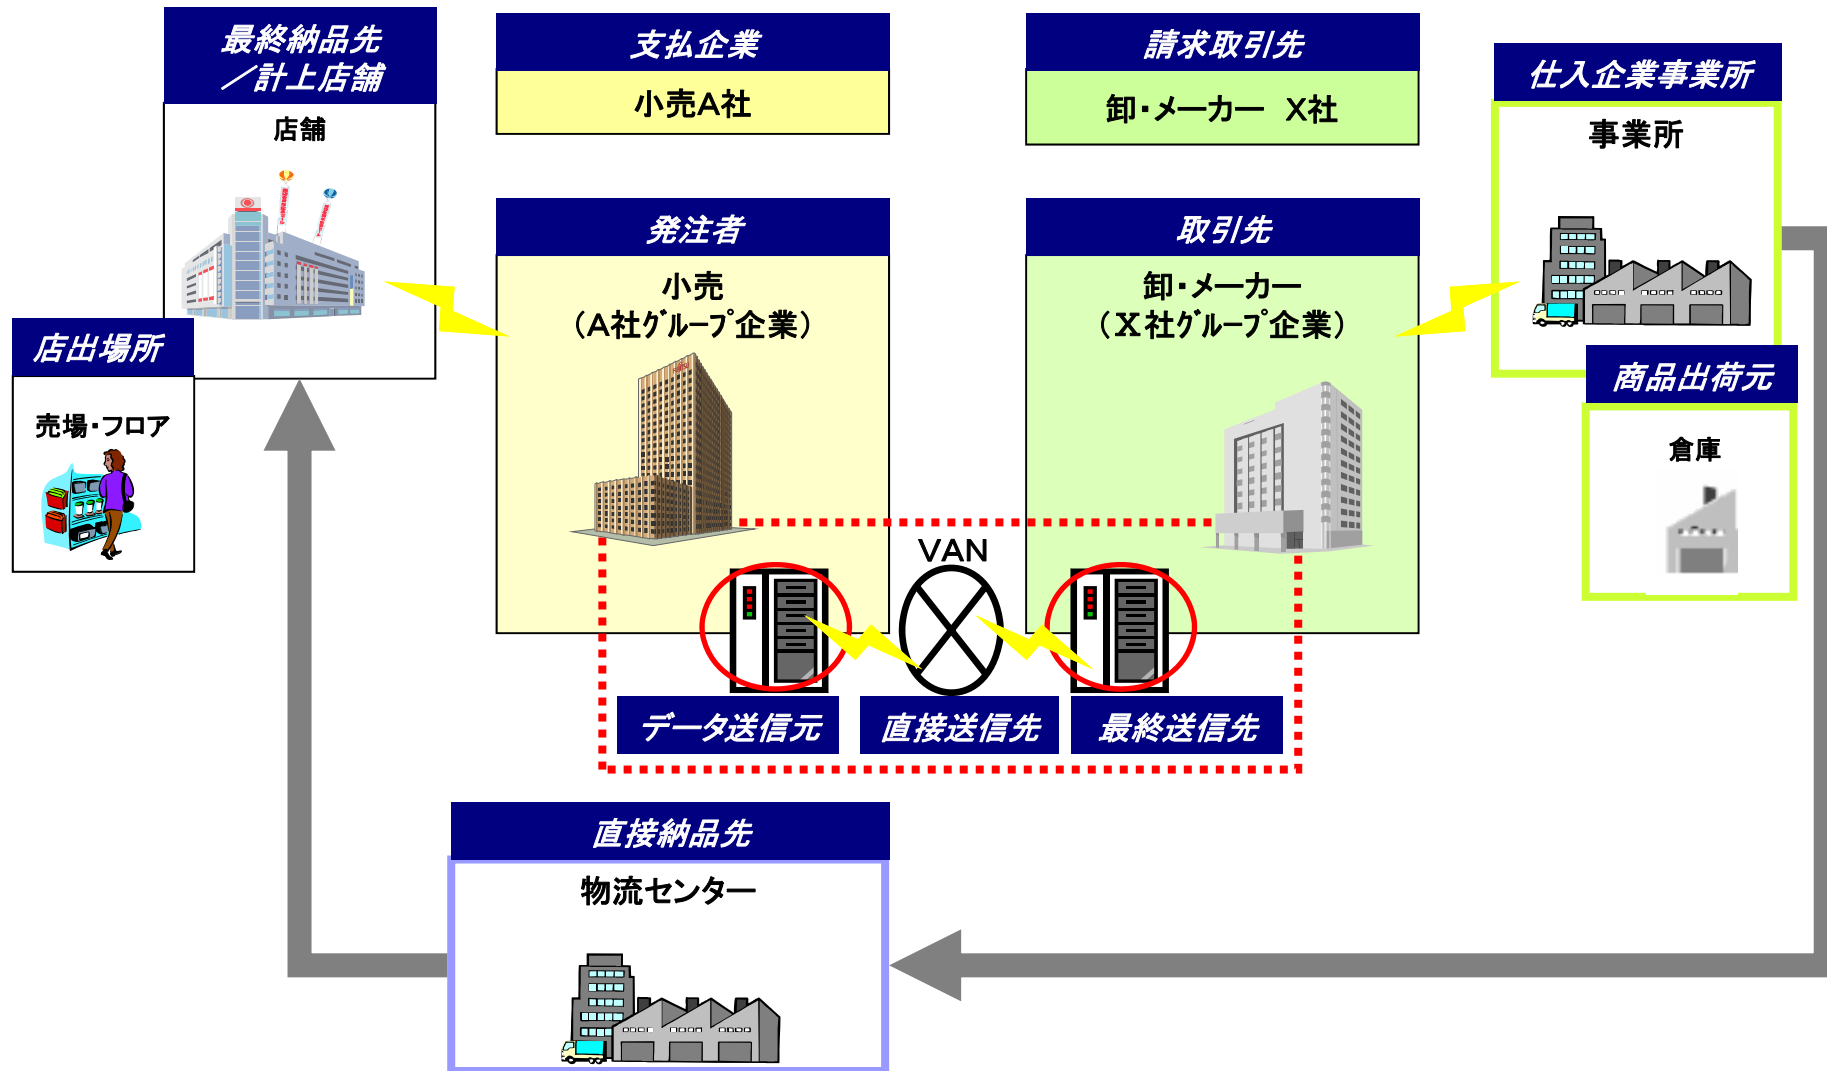 最終納品先
／計上店舗
店舗
支払企業
小売A社
請求取引先
卸・メーカー　X社
仕入企業事業所
事業所
発注者
小売
（A社ｸﾞﾙｰﾌﾟ企業）
取引先
卸・メーカー
（X社ｸﾞﾙｰﾌﾟ企業）
店出場所
売場・フロア
商品出荷元
倉庫
VAN
データ送信元
直接送信先
最終送信先
直接納品先
物流センター